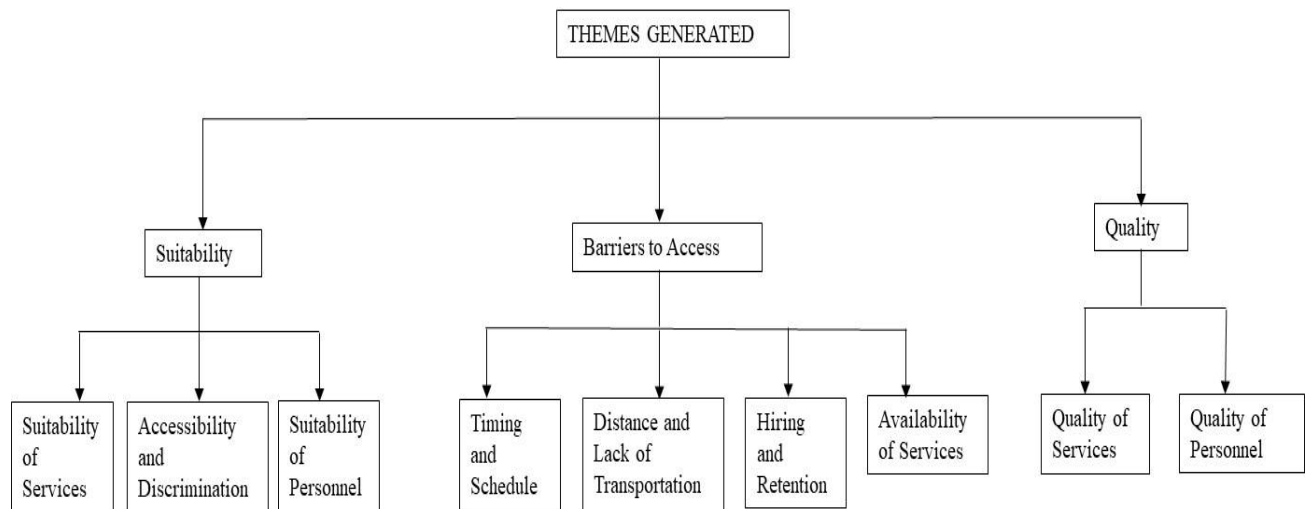 THEMES GENERATED
Suitability
Barriers to Access
Quality
Suitability
of
Services
Accessibility
and
Discrimination
Suitability
of
Personnel
Timing
and
Schedule
Distance and
Lack of
Transportation
Hiring
and
Retention
Availability
of Services
Quality of
Services
Quality of
Personnel